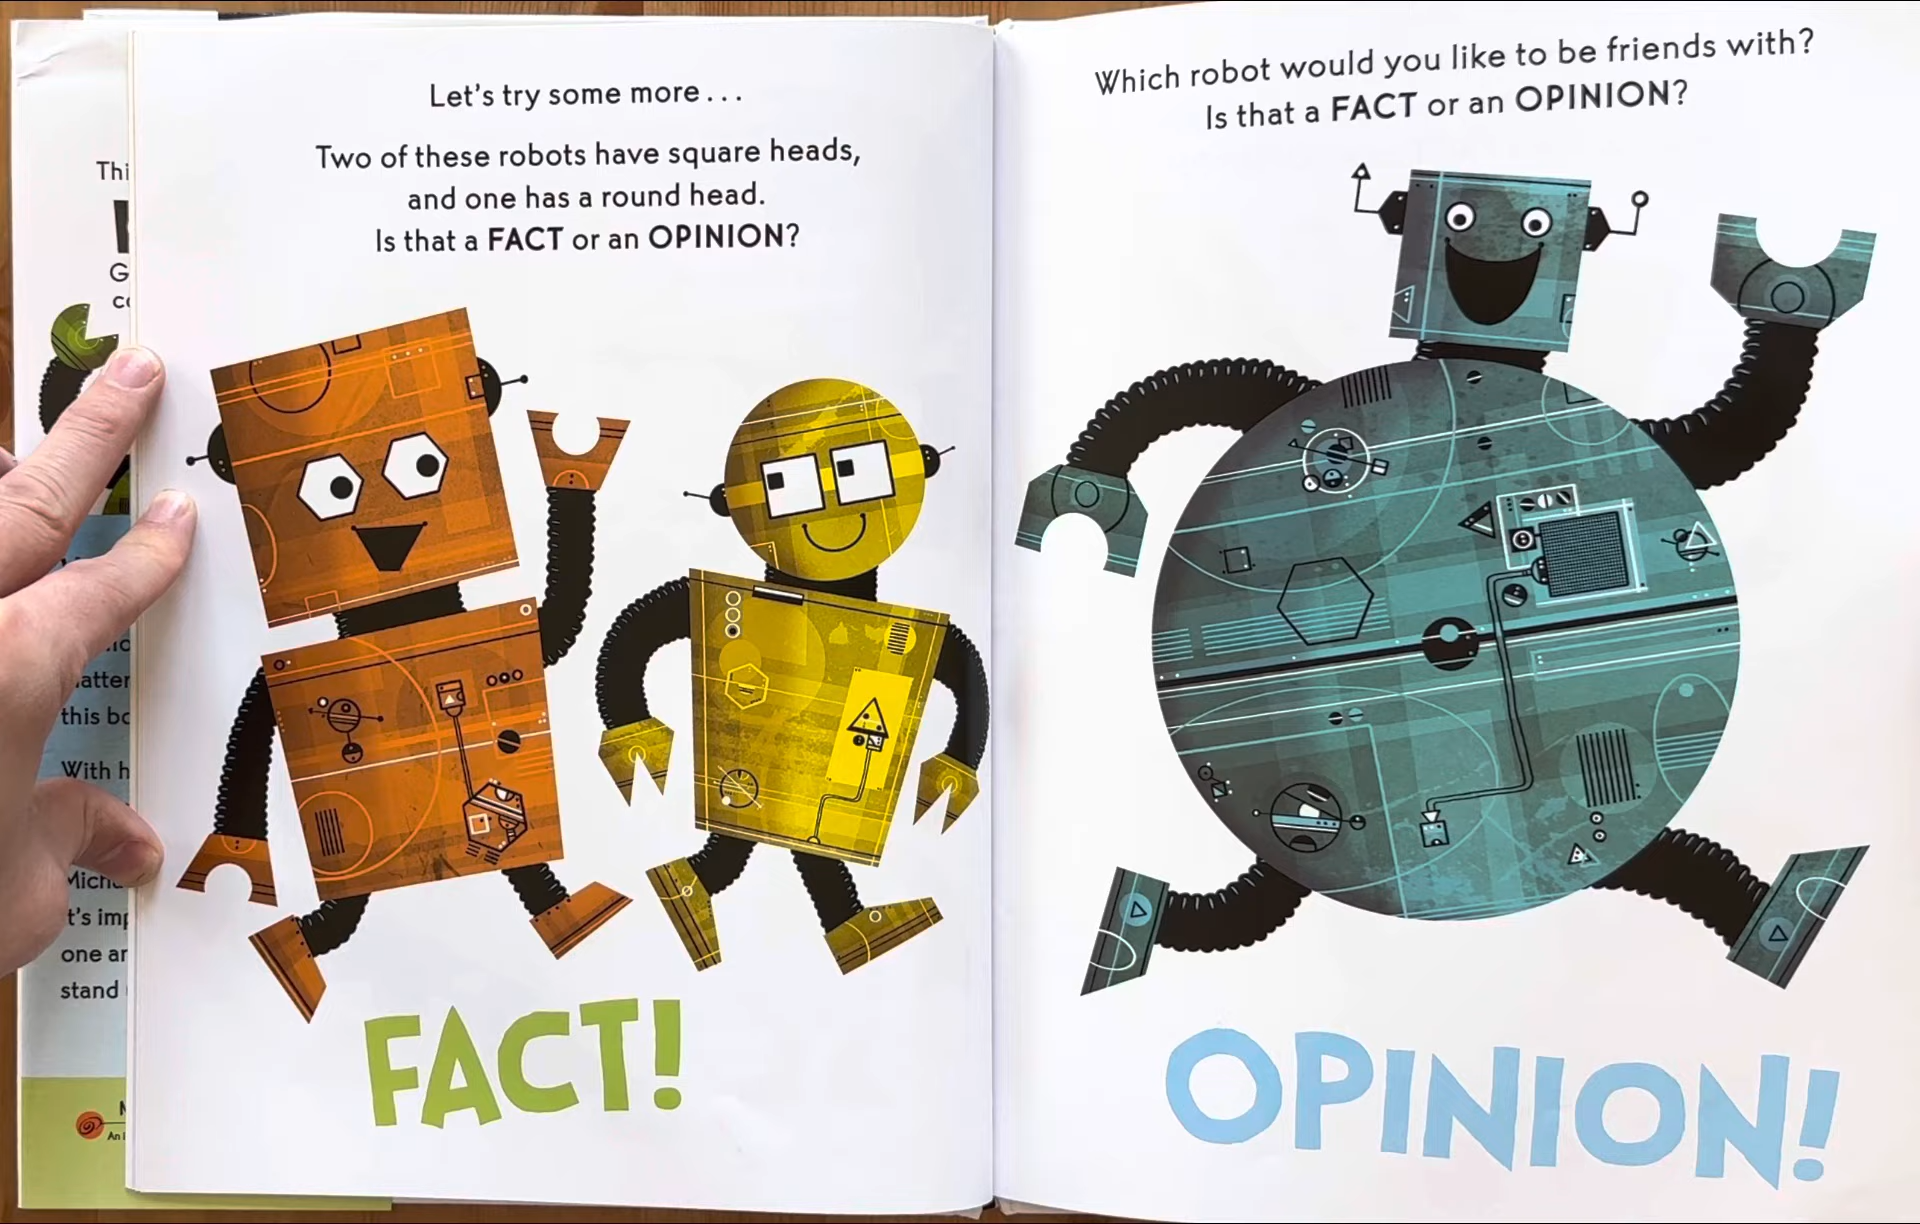 Thi
G
this bo
With h
t's imp
one ar
stand
Let's try some more . . .
Two of these robots have square heads,
and one has a round head.
Is that a FACT or an OPINION?
FACT!
Which robot would you like to be friends with?
Is that a FACT or an OPINION?
OPINION!